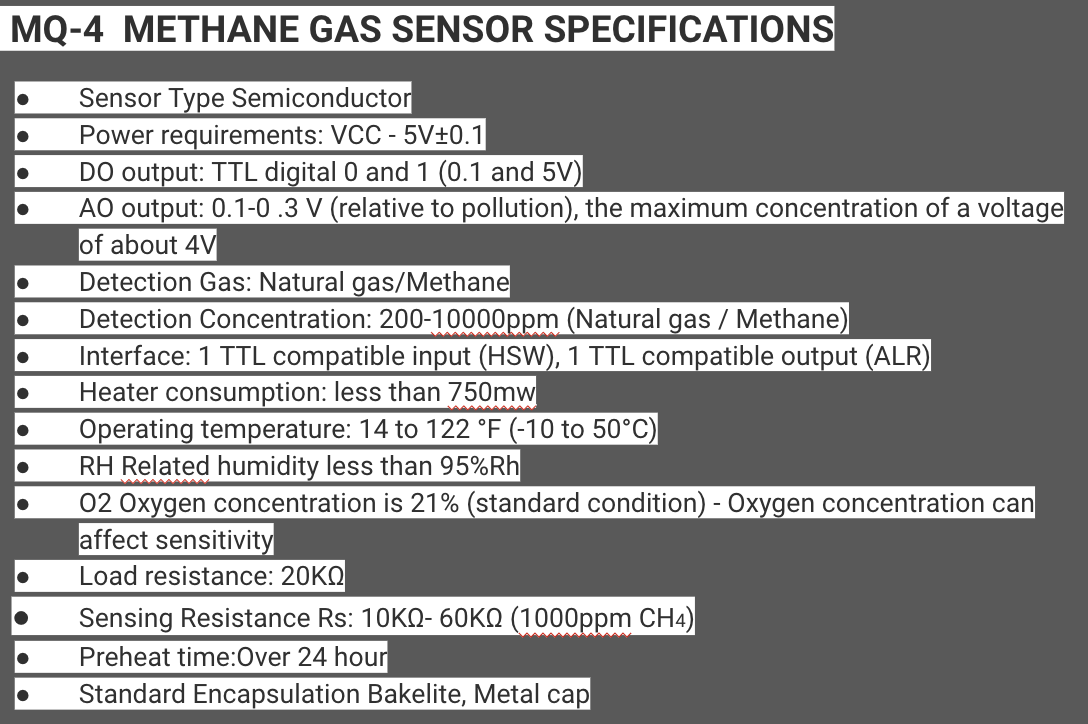 MQ-4  METHANE GAS SENSOR SPECIFICATIONS
● Sensor Type Semiconductor
● Power requirements: VCC - 5V±0.1
● DO output: TTL digital 0 and 1 (0.1 and 5V)
● AO output: 0.1-0 .3 V (relative to pollution), the maximum concentration of a voltage
of about 4V
● Detection Gas: Natural gas/Methane
● Detection Concentration: 200-10000ppm (Natural gas / Methane)
● Interface: 1 TTL compatible input (HSW), 1 TTL compatible output (ALR)
● Heater consumption: less than 750mw
● Operating temperature: 14 to 122 °F (-10 to 50°C)
● RH Related humidity less than 95%Rh
● O2 Oxygen concentration is 21% (standard condition) - Oxygen concentration can
affect sensitivity
● Load resistance: 20KΩ
● Sensing Resistance Rs: 10KΩ- 60KΩ (1000ppm CH4)
● Preheat time:Over 24 hour
● Standard Encapsulation Bakelite, Metal cap